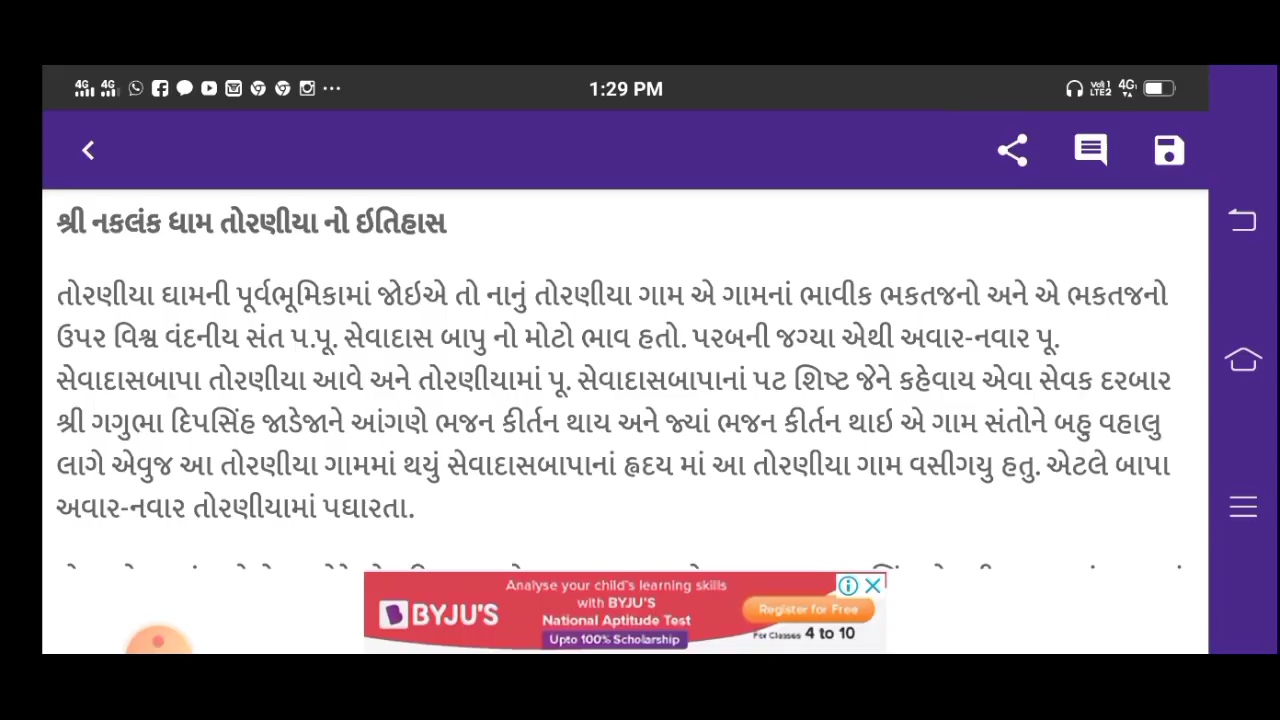 1:29 PM
શ્રી નકલંક ધામ તોરણીયા નો ઇતિહાસ
તોરણીયા ઘામની પૂર્વભૂમિકામાં જોઇએ તો નાનું તોરણીયા ગામ એ ગામનાં ભાવીક ભકતજનો અને એ ભકતજનો
ઉપર વિશ્વ વંદનીય સંત પ.પૂ. સેવાદાસ બાપુ નો મોટો ભાવ હતો. પરબની જગ્યા એથી અવાર-નવાર પૂ.
સેવાદાસબાપા તોરણીયા આવે અને તોરણીયામાં પૂ. સેવાદાસબાપાનાં પટ શિષ્ટ જેને કહેવાય એવા સેવક દરબાર
શ્રી ગગુભા દિપસિંહ જાડેજાને આંગણે ભજન કીર્તન થાય અને જ્યાં ભજન કીર્તન થાઇ એ ગામ સંતોને બહુ વહાલુ
લાગે એવુજ આ તોરણીયા ગામમાં થયું સેવાદાસબાપાનાં હૃદય માં આ તોરણીયા ગામ વસીગયુ હતુ. એટલે બાપા
અવાર-નવાર તોરણીયામાં પઘારતા.
Analyse your child's learning skills
with BYJU'S
National Aptitude Test
Upto 100% Scholarship
BYJU'S
Register for Free
For Classes 4 to 10